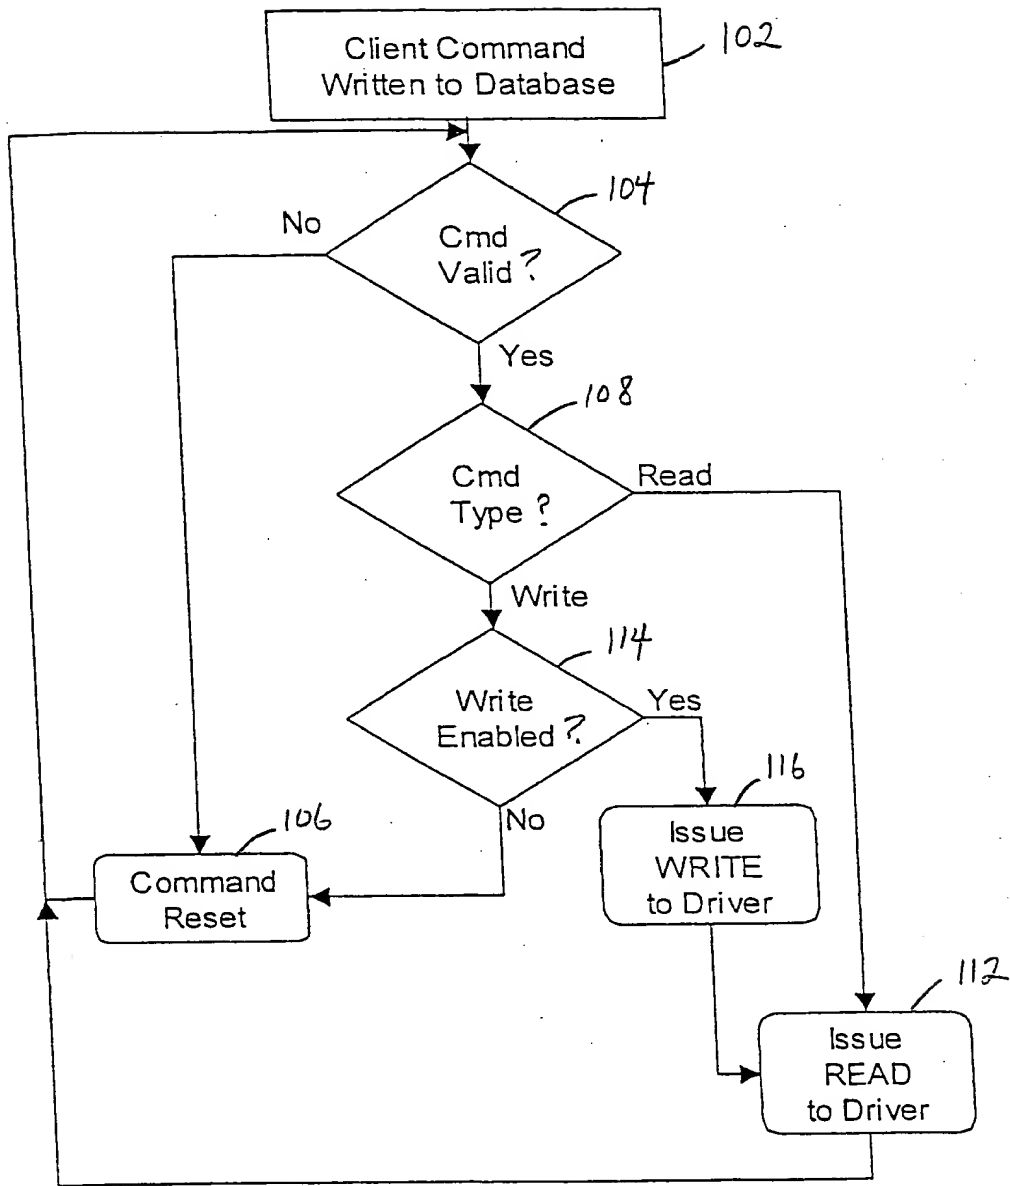 Client Command
Written to Database
102
104
No
Cmd
Valid ?
Yes
108
Cmd
Type ?
Read
Write
114
Write
Enabled ?
Yes
No
116
Issue
WRITE
to Driver
106
Command
Reset
112
Issue
READ
to Driver